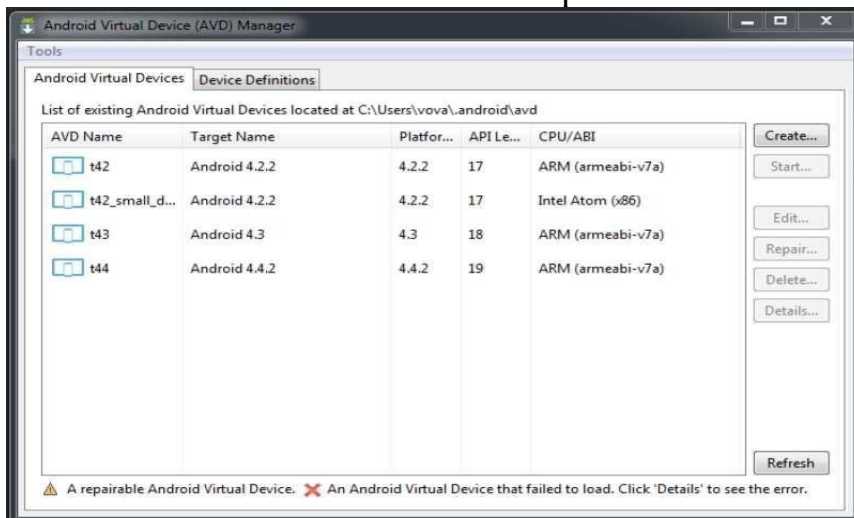 Android Virtual Device (AVD) Manager
Tools
Android Virtual Devices Device Definitions
List of existing Android Virtual Devices located at C:\Users\vova\.android\avd
AVD Name Target Name Platfor... API Le... CPU/ABI Create...
t42 Android 4.2.2 4.2.2 17 ARM (armeabi-v7a) Start...
t42_small_d... Android 4.2.2 4.2.2 17 Intel Atom (x86)
Edit...
t43 Android 4.3 4.3 18 ARM (armeabi-v7a)
Repair...
t44 Android 4.4.2 4.4.2 19 ARM (armeabi-v7a)
Delete...
Details...
Refresh
A repairable Android Virtual Device. An Android Virtual Device that failed to load. Click 'Details' to see the error.